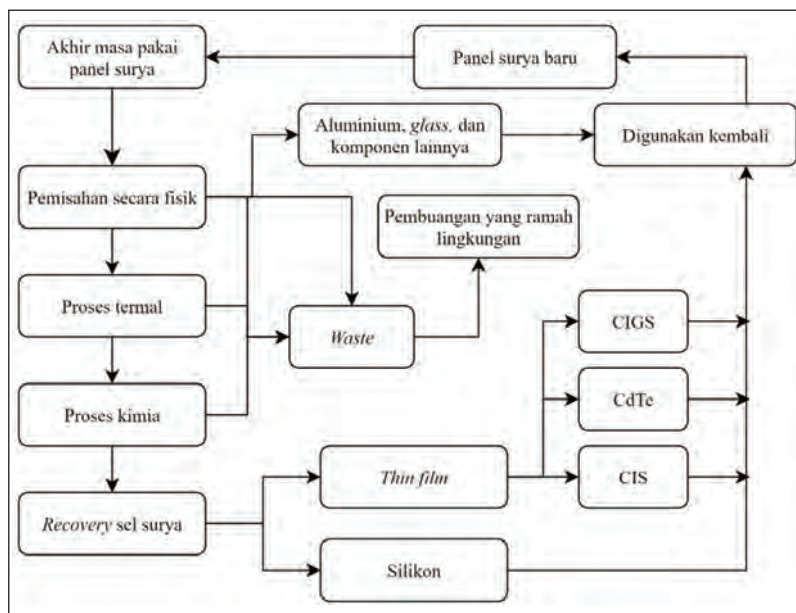 Akhir masa pakai
panel surya
Panel surya baru
Aluminium, glass. dan
komponen lainnya
Digunakan kembali
Pemisahan secara fisik
Pembuangan yang ramah
lingkungan
Proses termal
Waste
CIGS
CdTe
Proses kimia
Thin film
CIS
Recovery sel surya
Silikon